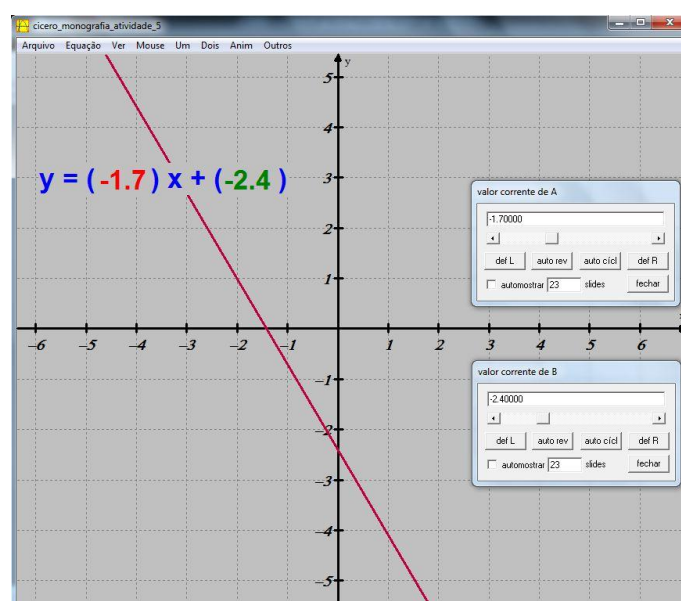 cicero_monografia_atividade_5
Arquivo Equação Ver Mouse Um Dois Anim Outros
y
5
4
y = (-1.7) x + (-2.4)
3
2
1
-6 -5 -4 -3 -2 -1 1 2 3 4 5 6
-1
-2
-3
-4
-5
valor corrente de A
-1.70000
def L auto rev auto cícl def R
automostrar 23 slides fechar
valor corrente de B
-2.40000
def L auto rev auto cícl def R
automostrar 23 slides fechar